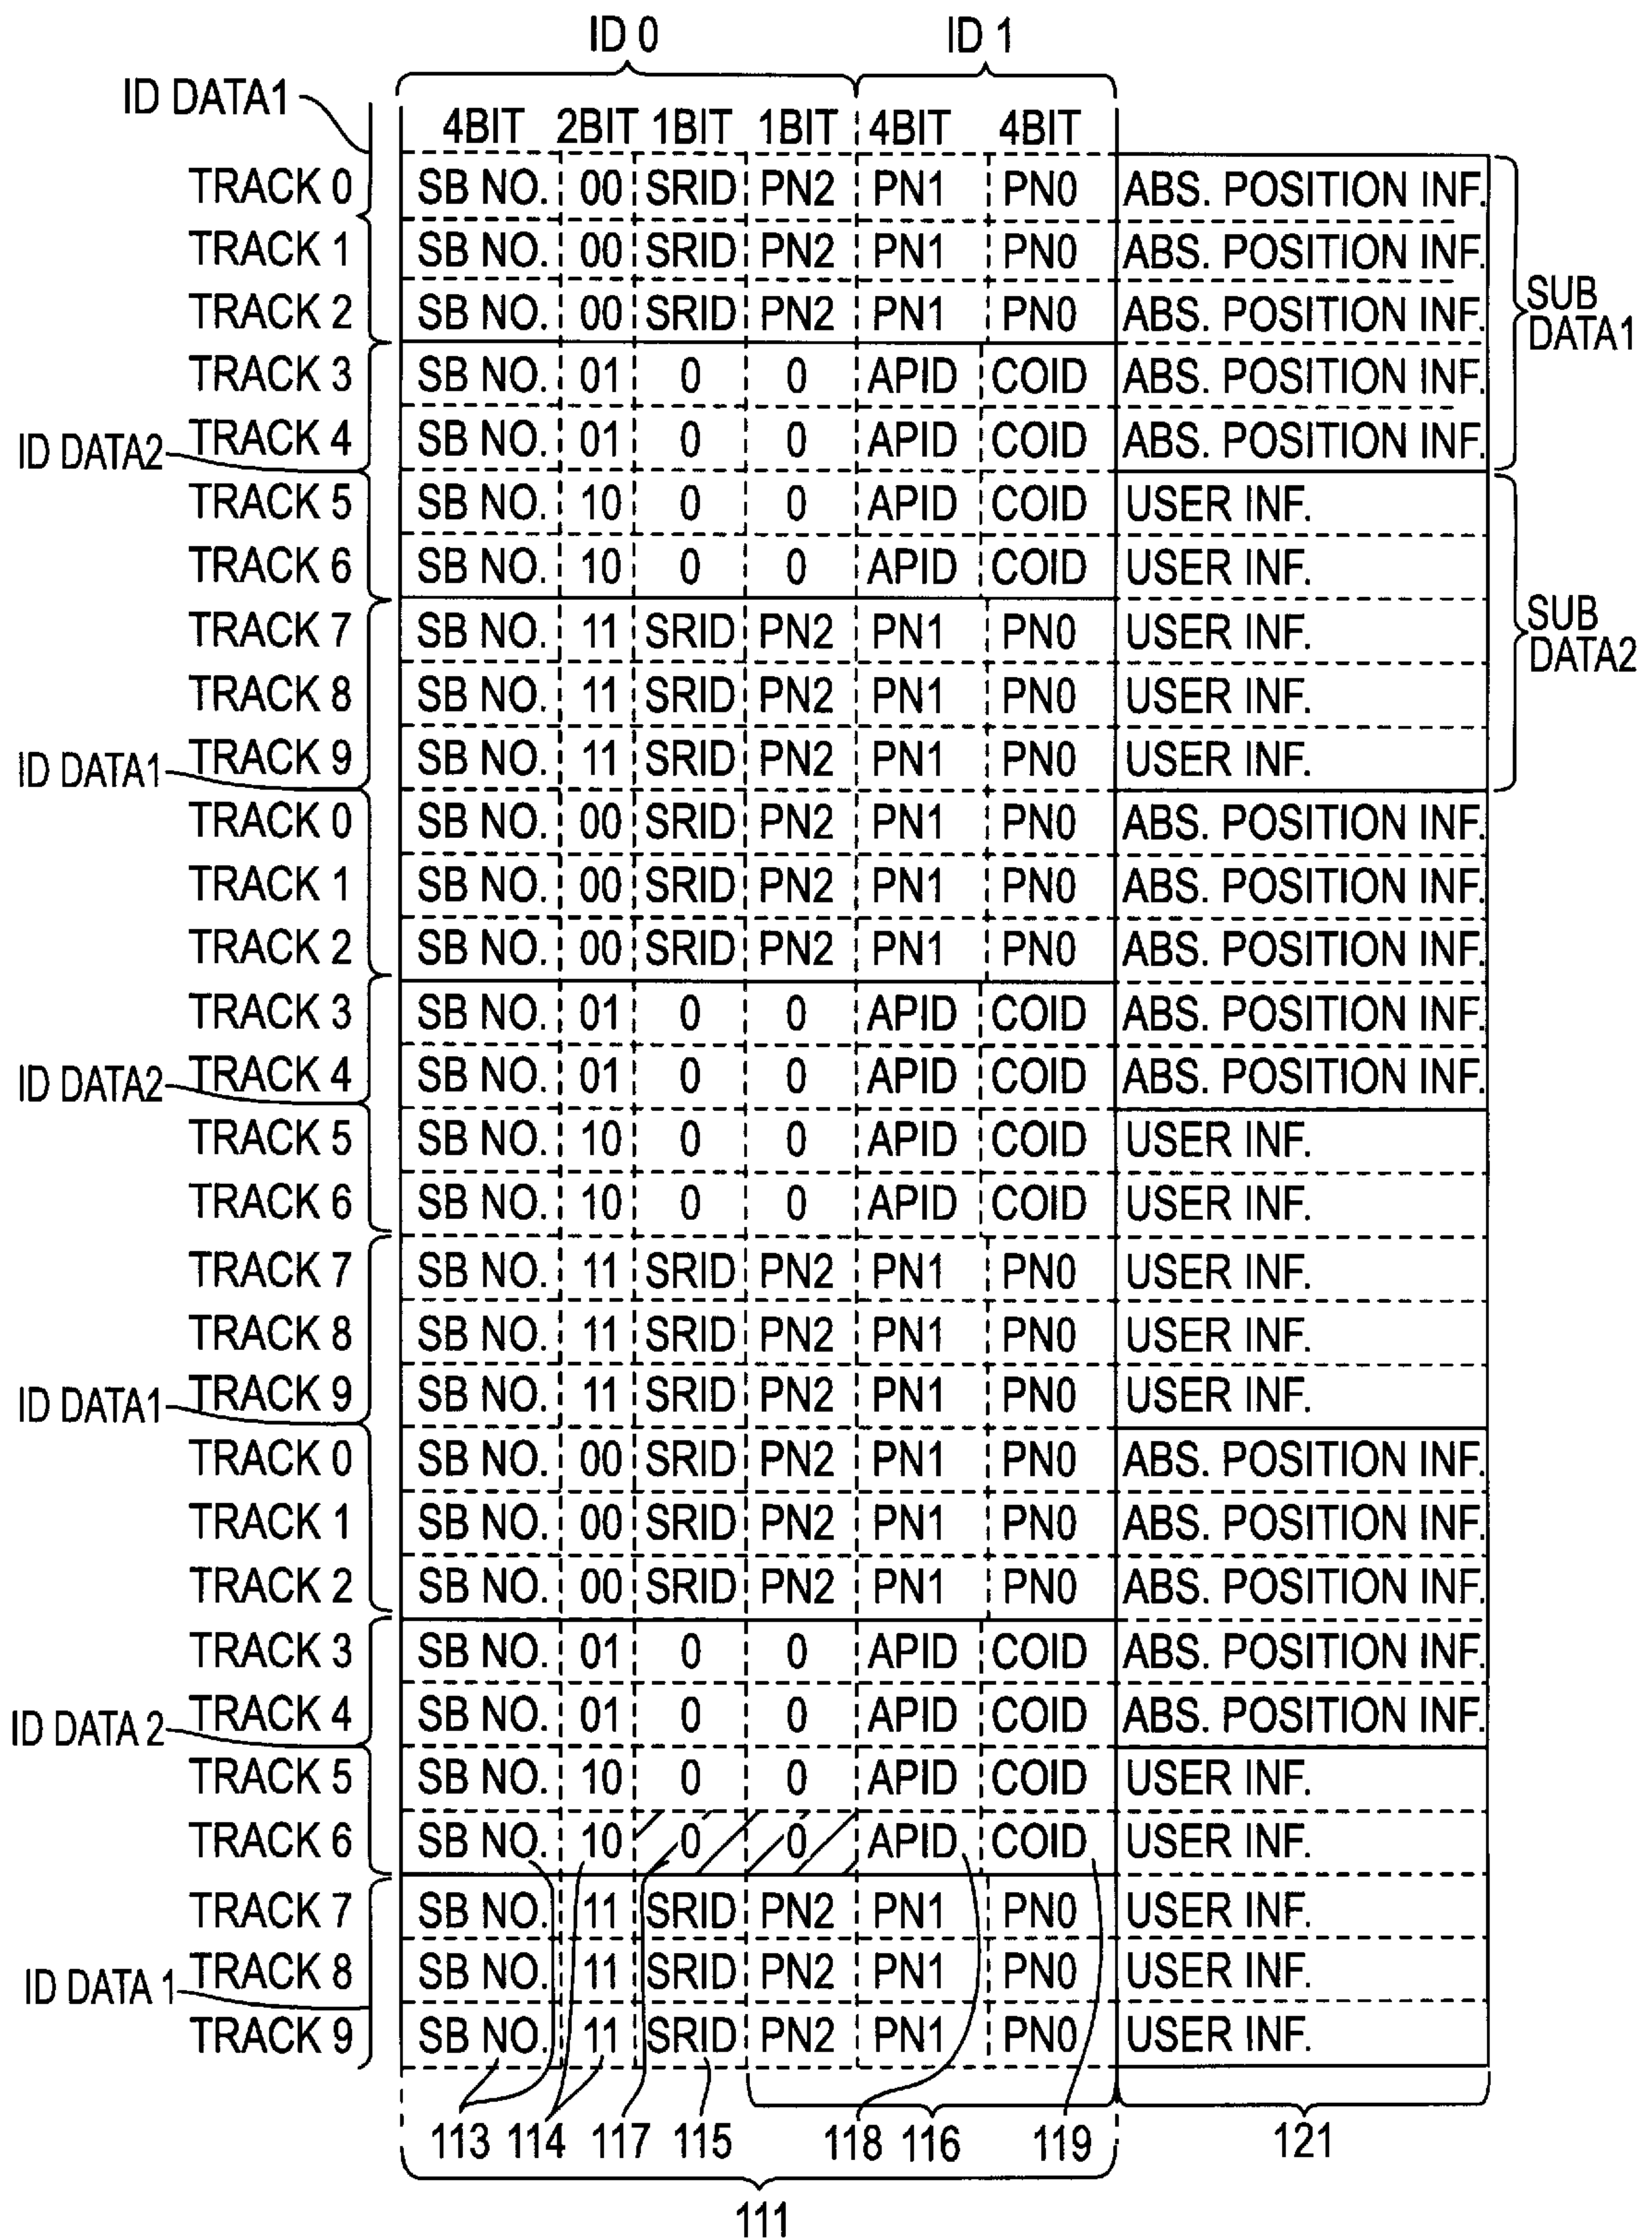 ID 0 ID 1
ID DATA1
4BIT 2BIT 1BIT 1BIT 4BIT 4BIT
TRACK 0 SB NO. 00 SRID PN2 PN1 PN0 ABS. POSITION INF.
TRACK 1 SB NO. 00 SRID PN2 PN1 PN0 ABS. POSITION INF.
TRACK 2 SB NO. 00 SRID PN2 PN1 PN0 ABS. POSITION INF.
SUB DATA1
TRACK 3 SB NO. 01 0 0 APID COID ABS. POSITION INF.
ID DATA2 TRACK 4 SB NO. 01 0 0 APID COID ABS. POSITION INF.
TRACK 5 SB NO. 10 0 0 APID COID USER INF.
TRACK 6 SB NO. 10 0 0 APID COID USER INF.
TRACK 7 SB NO. 11 SRID PN2 PN1 PN0 USER INF.
SUB DATA2
TRACK 8 SB NO. 11 SRID PN2 PN1 PN0 USER INF.
ID DATA1 TRACK 9 SB NO. 11 SRID PN2 PN1 PN0 USER INF.
TRACK 0 SB NO. 00 SRID PN2 PN1 PN0 ABS. POSITION INF.
TRACK 1 SB NO. 00 SRID PN2 PN1 PN0 ABS. POSITION INF.
TRACK 2 SB NO. 00 SRID PN2 PN1 PN0 ABS. POSITION INF.
TRACK 3 SB NO. 01 0 0 APID COID ABS. POSITION INF.
ID DATA2 TRACK 4 SB NO. 01 0 0 APID COID ABS. POSITION INF.
TRACK 5 SB NO. 10 0 0 APID COID USER INF.
TRACK 6 SB NO. 10 0 0 APID COID USER INF.
TRACK 7 SB NO. 11 SRID PN2 PN1 PN0 USER INF.
TRACK 8 SB NO. 11 SRID PN2 PN1 PN0 USER INF.
ID DATA1 TRACK 9 SB NO. 11 SRID PN2 PN1 PN0 USER INF.
TRACK 0 SB NO. 00 SRID PN2 PN1 PN0 ABS. POSITION INF.
TRACK 1 SB NO. 00 SRID PN2 PN1 PN0 ABS. POSITION INF.
TRACK 2 SB NO. 00 SRID PN2 PN1 PN0 ABS. POSITION INF.
TRACK 3 SB NO. 01 0 0 APID COID ABS. POSITION INF.
ID DATA 2 TRACK 4 SB NO. 01 0 0 APID COID ABS. POSITION INF.
TRACK 5 SB NO. 10 0 0 APID COID USER INF.
TRACK 6 SB NO. 10 0 0 APID COID USER INF.
TRACK 7 SB NO. 11 SRID PN2 PN1 PN0 USER INF.
ID DATA 1 TRACK 8 SB NO. 11 SRID PN2 PN1 PN0 USER INF.
TRACK 9 SB NO. 11 SRID PN2 PN1 PN0 USER INF.
113 114 117 115 118 116 119 121
111